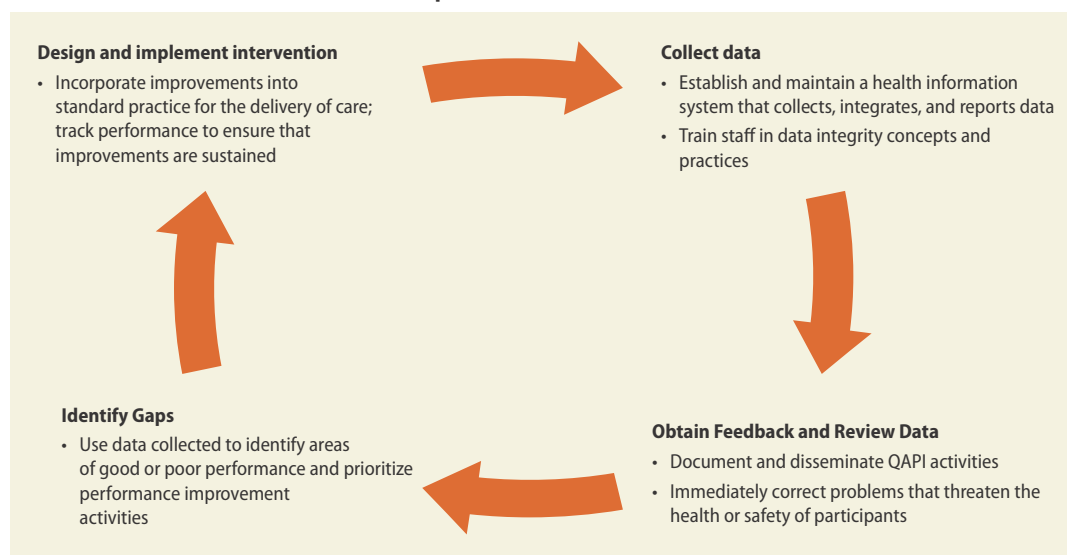 Design and implement intervention
• Incorporate improvements into
standard practice for the delivery of care;
track performance to ensure that
improvements are sustained
Collect data
• Establish and maintain a health information
system that collects, integrates, and reports data
• Train staff in data integrity concepts and
practices
Obtain Feedback and Review Data
• Document and disseminate QAPI activities
• Immediately correct problems that threaten the
health or safety of participants
Identify Gaps
• Use data collected to identify areas
of good or poor performance and prioritize
performance improvement
activities